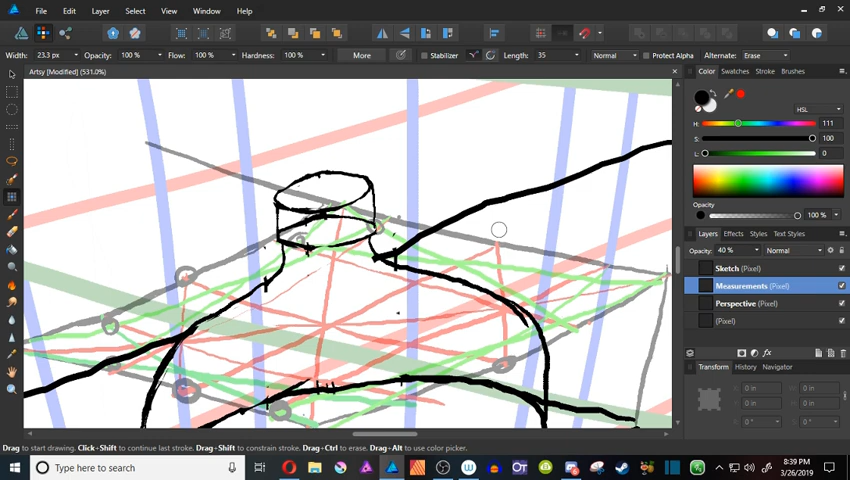 File Edit Layer Select Arrange Filters View Window Help
Width: 23.3 px Opacity: 100 % Flow: 100 % Hardness: 100 % More Stabilizer Length: 35 Normal Protect Alpha Alternate: Erase
Artsy [Modified] (531.0%)
Color Swatches Stroke Brushes
HSL
H: 111
S: 100
L: 0
Opacity
100 %
Layers Effects Styles Text Styles
Opacity: 40 % Normal
Sketch (Pixel)
Measurements (Pixel)
Perspective (Pixel)
(Pixel)
Transform History Navigator
X: 0 in W: 0 in
Y: 0 in H: 0 in
R: 0 ° S: 0 °
Drag to start drawing. Click+Shift to continue last stroke. Drag+Shift to constrain stroke. Drag+Ctrl to erase. Drag+Alt to use color picker.
Type here to search
8:39 PM
3/26/2019